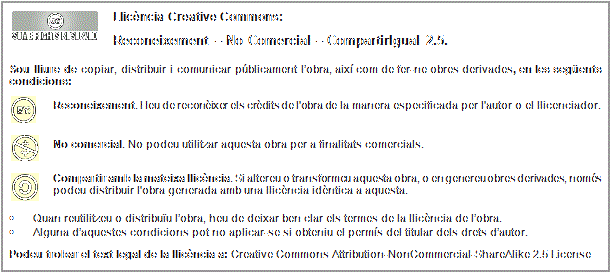 Llicència Creative Commons:
SOME RIGHTS RESERVED
Reconeixement - No Comercial - CompartirIgual 2.5.
Sou lliure de copiar, distribuir i comunicar públicament l'obra, així com de fer-ne obres derivades, en les següents
condicions:
Reconeixement. Heu de reconèixer els crèdits de l'obra de la manera especificada per l'autor o el llicenciador.
No comercial. No podeu utilitzar aquesta obra per a finalitats comercials.
Compartir amb la mateixa llicència. Si altereu o transformeu aquesta obra, o en genereu obres derivades, només
podeu distribuir l'obra generada amb una llicència idèntica a aquesta.
◦ Quan reutilitzeu o distribuïu l'obra, heu de deixar ben clar els termes de la llicència de l'obra.
◦ Alguna d'aquestes condicions pot no aplicar-se si obteniu el permís del titular dels drets d'autor.
Podeu trobar el text legal de la llicència a: Creative Commons Attribution-NonCommercial-ShareAlike 2.5 License